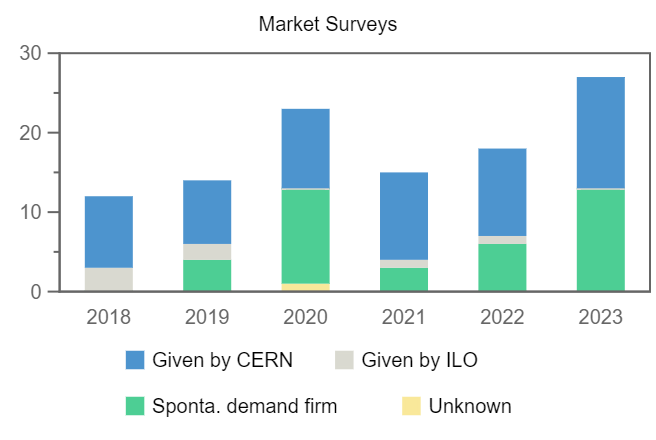 Market Surveys
30
20
10
0
2018 2019 2020 2021 2022 2023
Given by CERN Given by ILO
Sponta. demand firm Unknown